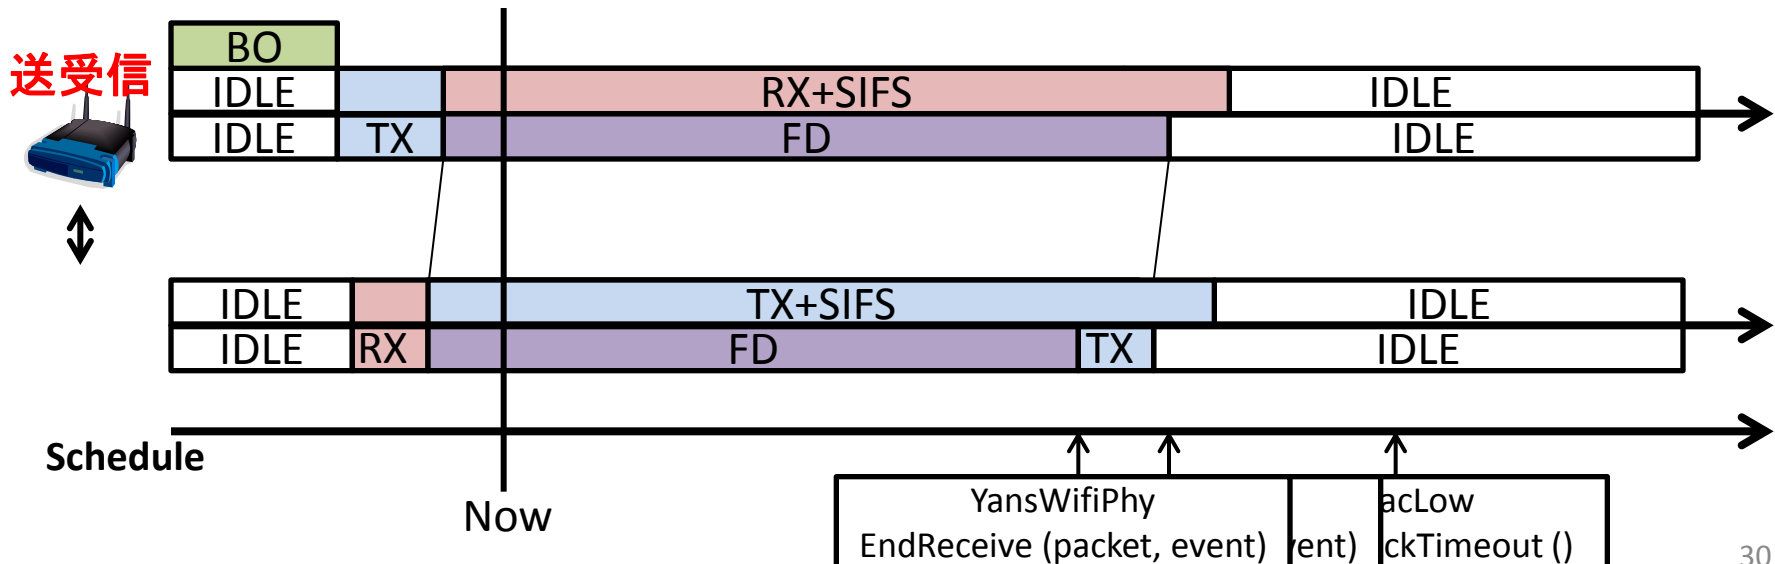 BO
送受信
IDLE
RX+SIFS
IDLE
IDLE
TX
FD
IDLE
IDLE
TX+SIFS
IDLE
IDLE
RX
FD
TX
IDLE
Schedule
Now
YansWifiPhy
EndReceive (packet, event)
ent)
acLow
ckTimeout ()
30